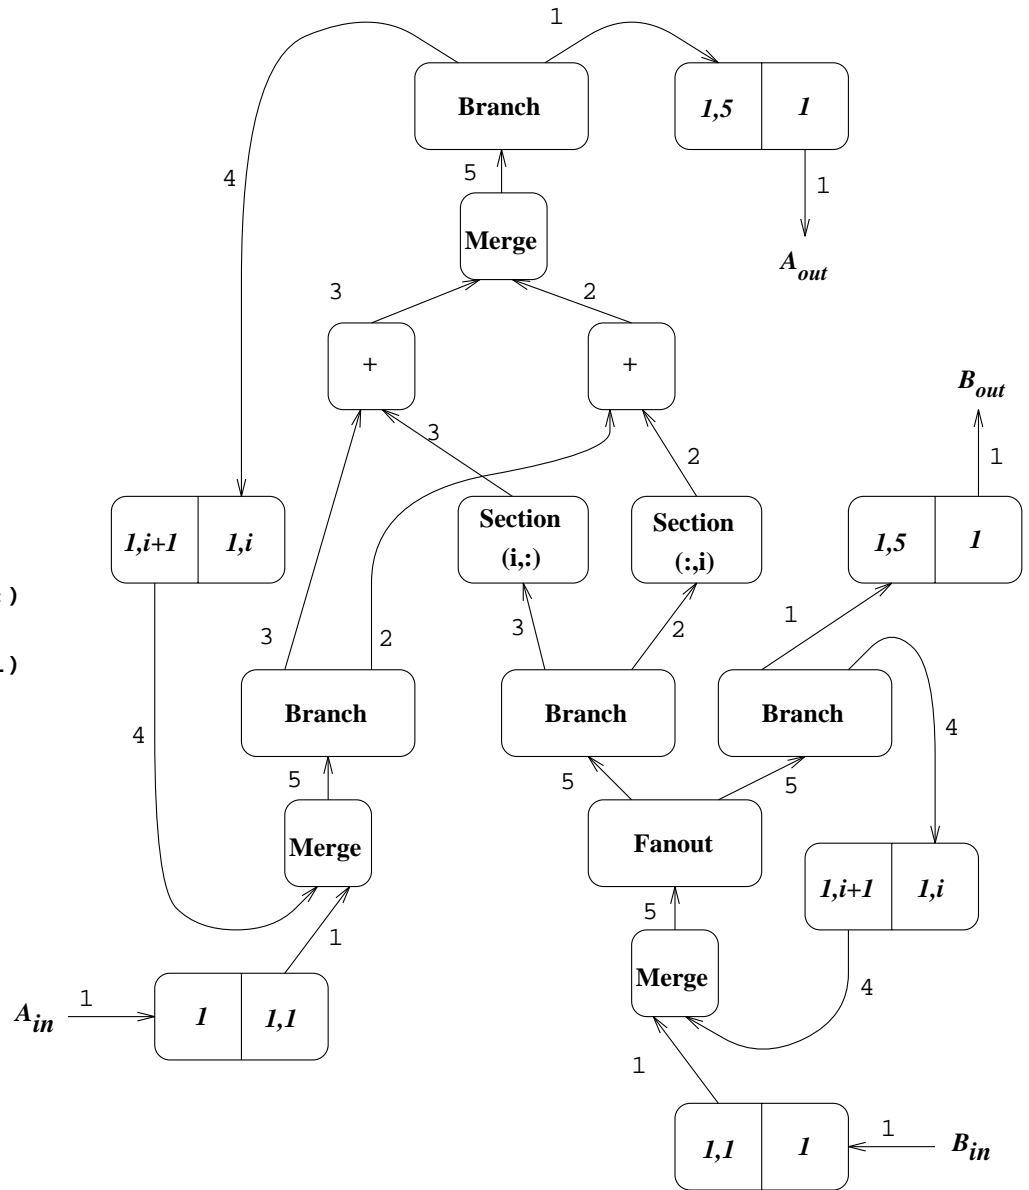 1
Branch
1,5 1
4
5
1
Merge
A_out
3
2
+
+
B_out
3
2
1
1,i+1 1,i
Section
(i,:)
Section
(:,i)
1,5 1
:)
1
3
2
3
2
i)
Branch
Branch
Branch
4
4
5
5
5
Merge
Fanout
1,i+1 1,i
5
1
Merge
4
A_in
1
1 1,1
1
1,1 1
1
B_in